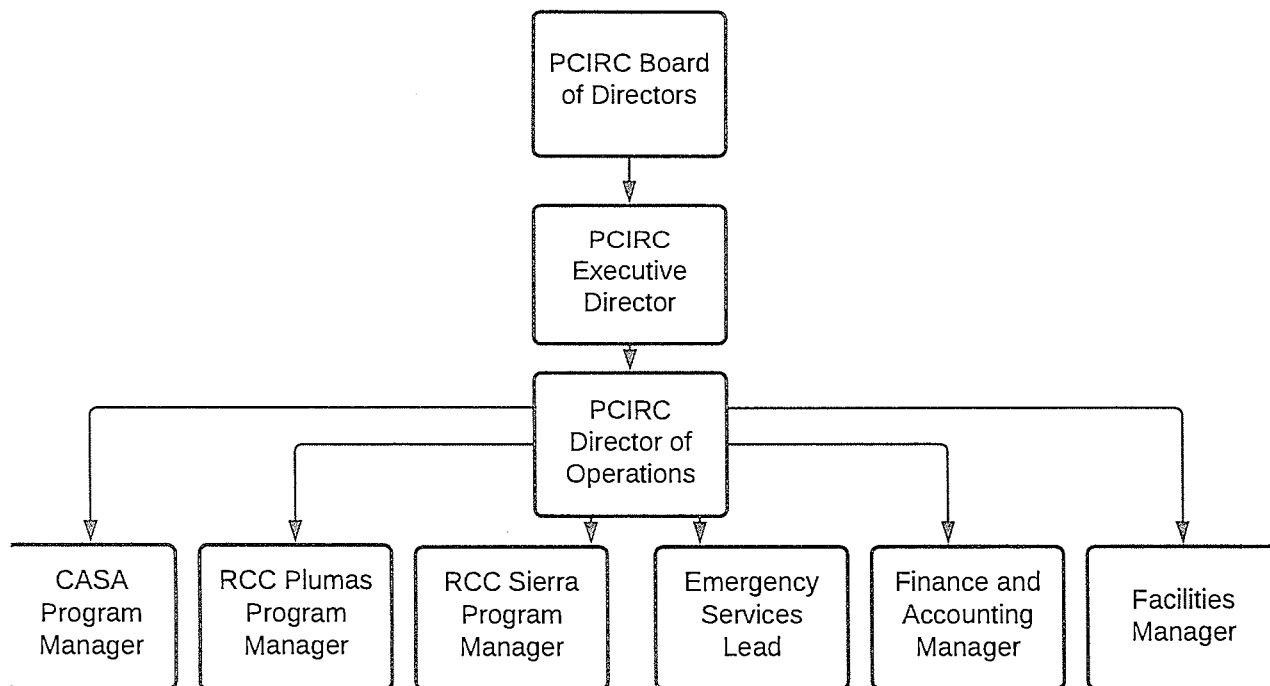 PCIRC Board
of Directors
PCIRC
Executive
Director
PCIRC
Director of
Operations
CASA
Program
Manager
RCC Plumas
Program
Manager
RCC Sierra
Program
Manager
Emergency
Services
Lead
Finance and
Accounting
Manager
Facilities
Manager